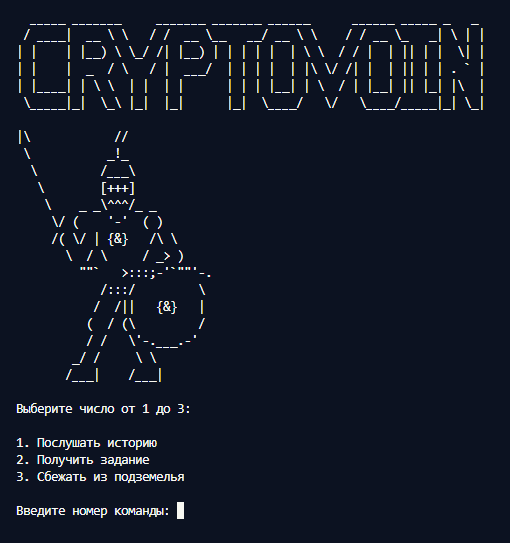 CRYPTOVOIN
Выберите число от 1 до 3:
1. Послушать историю
2. Получить задание
3. Сбежать из подземелья
Введите номер команды: